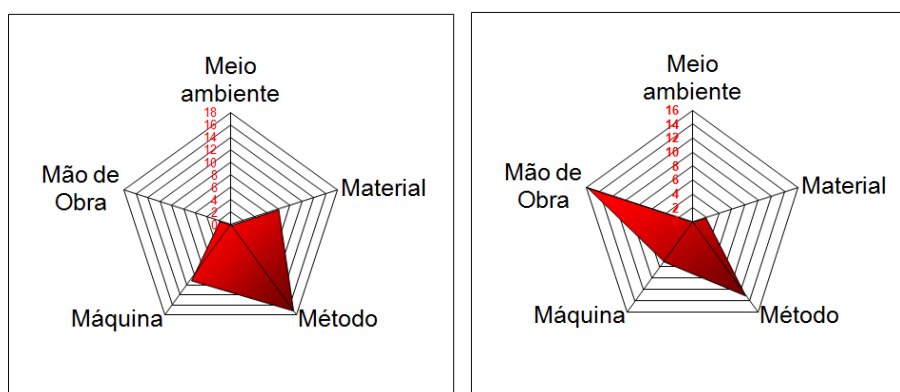 Meio
ambiente
18
16
14
12
10
8
6
4
2
0
Mão de
Obra
Material
Máquina
Método
Meio
ambiente
16
14
12
10
8
6
4
2
Mão de
Obra
Material
Máquina
Método